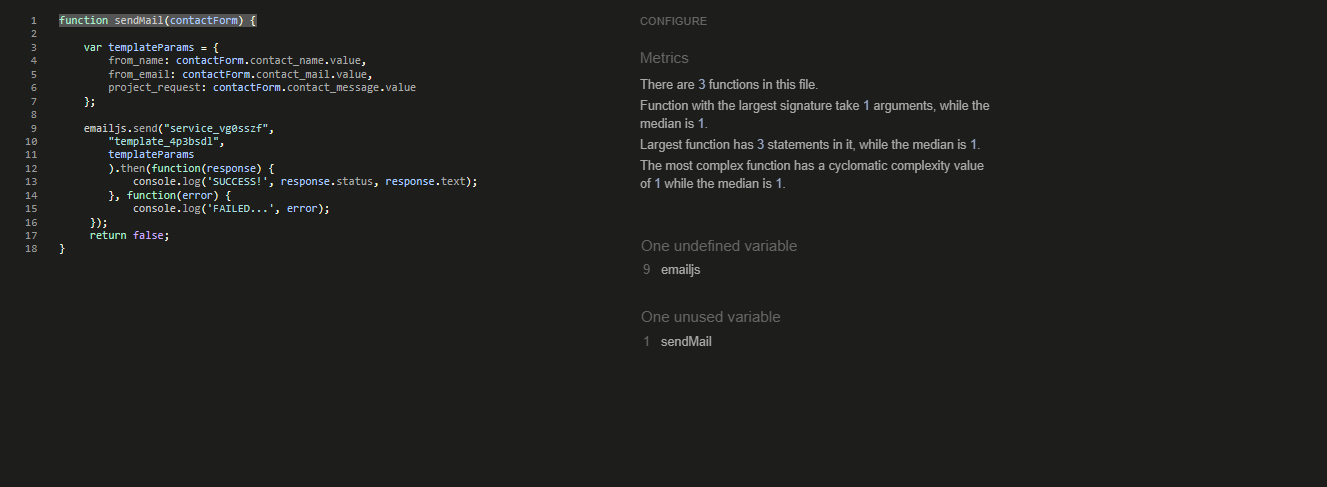 1 function sendMail(contactForm) {
2
3 var templateParams = {
4 from_name: contactForm.contact_name.value,
5 from_email: contactForm.contact_mail.value,
6 project_request: contactForm.contact_message.value
7 };
8
9 emailjs.send("service_vg0sszf",
10 "template_4p3bsdl",
11 templateParams
12 ).then(function(response) {
13 console.log('SUCCESS!', response.status, response.text);
14 }, function(error) {
15 console.log('FAILED...', error);
16 });
17 return false;
18 }
CONFIGURE
Metrics
There are 3 functions in this file.
Function with the largest signature take 1 arguments, while the
median is 1.
Largest function has 3 statements in it, while the median is 1.
The most complex function has a cyclomatic complexity value
of 1 while the median is 1.
One undefined variable
9 emailjs
One unused variable
1 sendMail